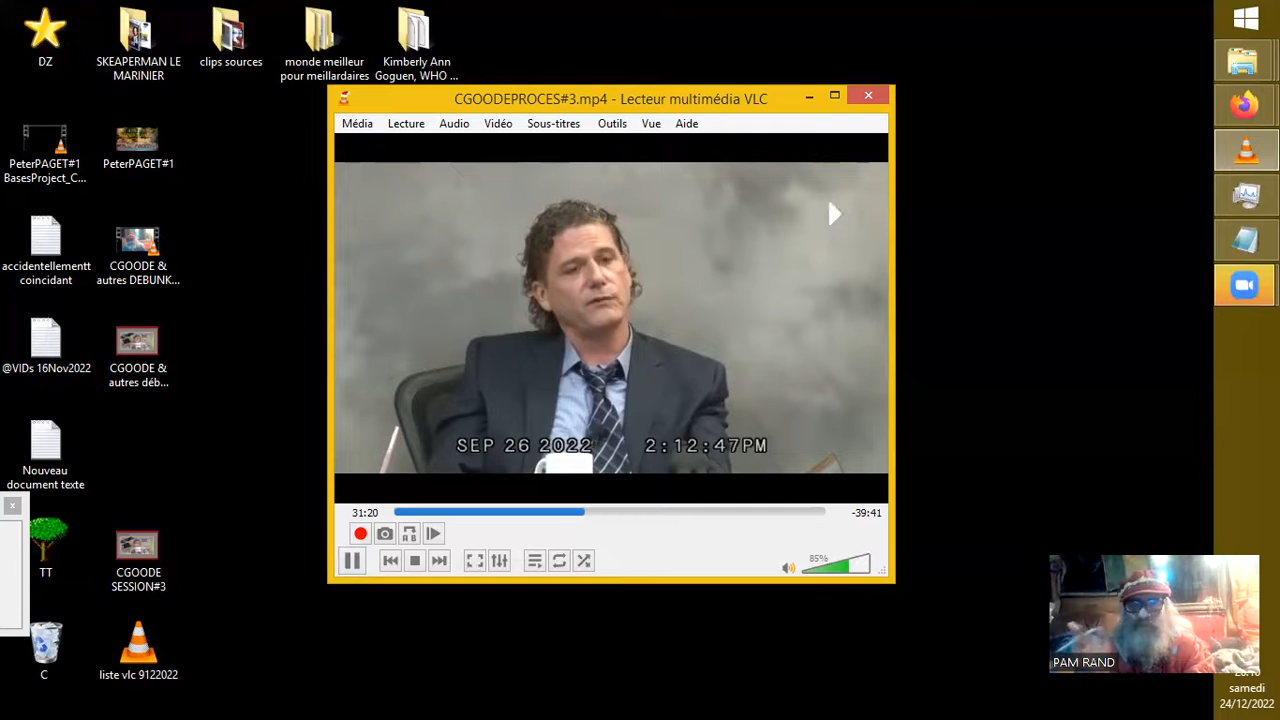 DZ
SKEAPERMAN LE
MARINIER
clips sources
monde meilleur
pour meillardaires
Kimberly Ann
Goguen, WHO ...
CGOODEPROCES#3.mp4 - Lecteur multimédia VLC
Média Lecture Audio Vidéo Sous-titres Outils Vue Aide
PeterPAGET#1
BasesProject_C...
PeterPAGET#1
accidentellementt
coincidant
CGOODE &
autres DEBUNK...
@VIDs 16Nov2022
CGOODE &
autres déb...
SEP 26 2022 2:12:47PM
Nouveau
document texte
31:20
-39:41
85%
x
TT
CGOODE
SESSION#3
C
liste vlc 9122022
PAM RAND
samedi
24/12/2022